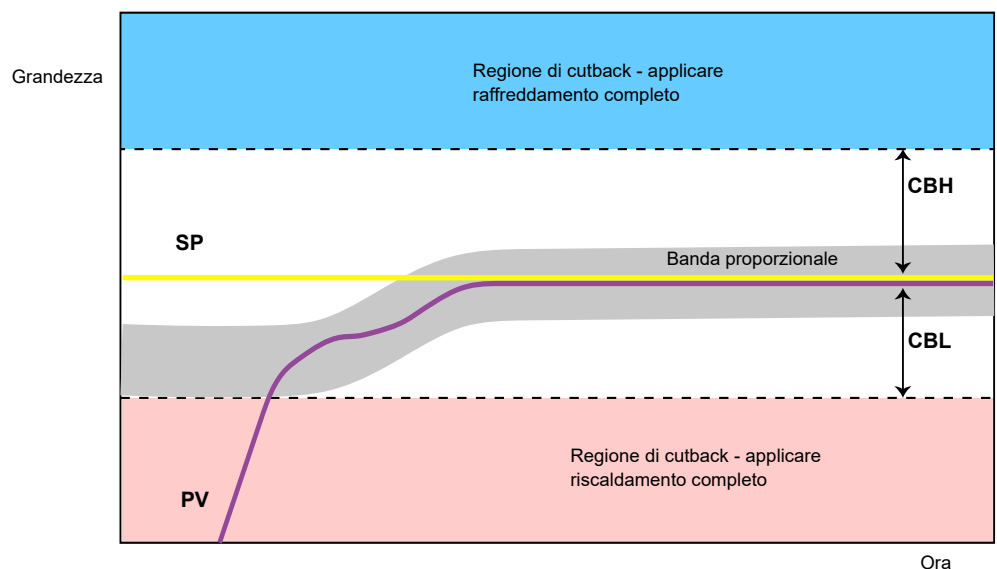 Grandezza
Regione di cutback - applicare
raffreddamento completo
CBH
SP
Banda proporzionale
CBL
Regione di cutback - applicare
riscaldamento completo
PV
Ora